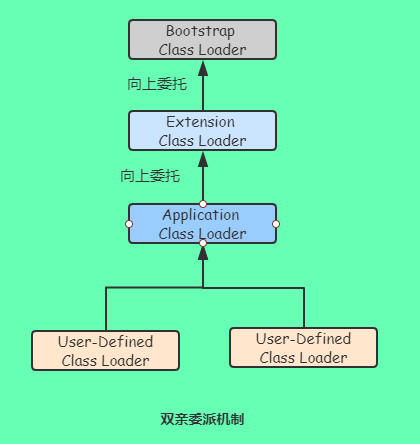 Bootstrap
Class Loader
向上委托
Extension
Class Loader
向上委托
Application
Class Loader
User-Defined
Class Loader
User-Defined
Class Loader
双亲委派机制